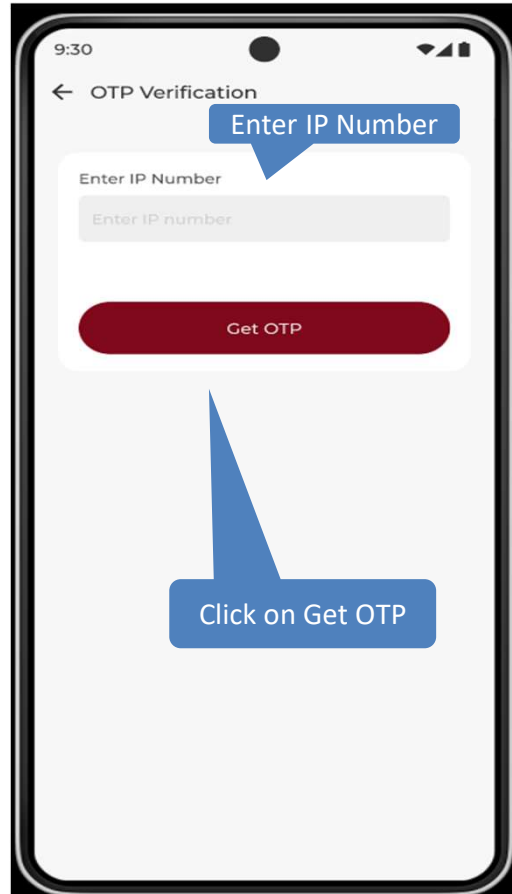 9:30
OTP Verification
Enter IP Number
Enter IP Number
Enter IP number
Get OTP
Click on Get OTP